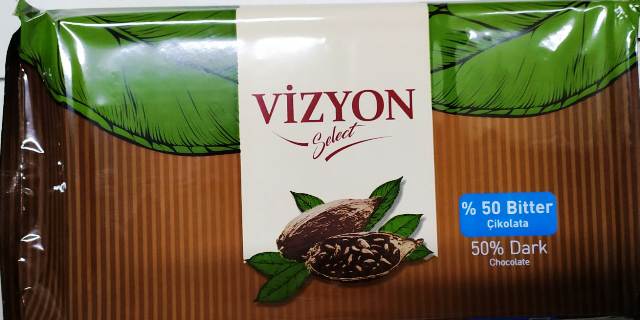 VİZYON
Select
% 50 Bitter
Çikolata
50% Dark
Chocolate